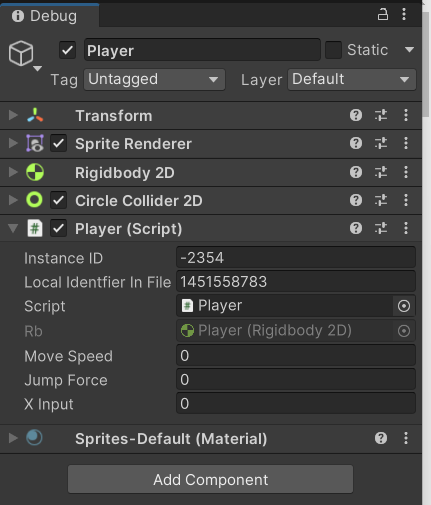 Debug
Player
Static
Tag Untagged Layer Default
Transform
Sprite Renderer
Rigidbody 2D
Circle Collider 2D
Player (Script)
Instance ID -2354
Local Identfier In File 1451558783
Script Player
Rb Player (Rigidbody 2D)
Move Speed 0
Jump Force 0
X Input 0
Sprites-Default (Material)
Add Component